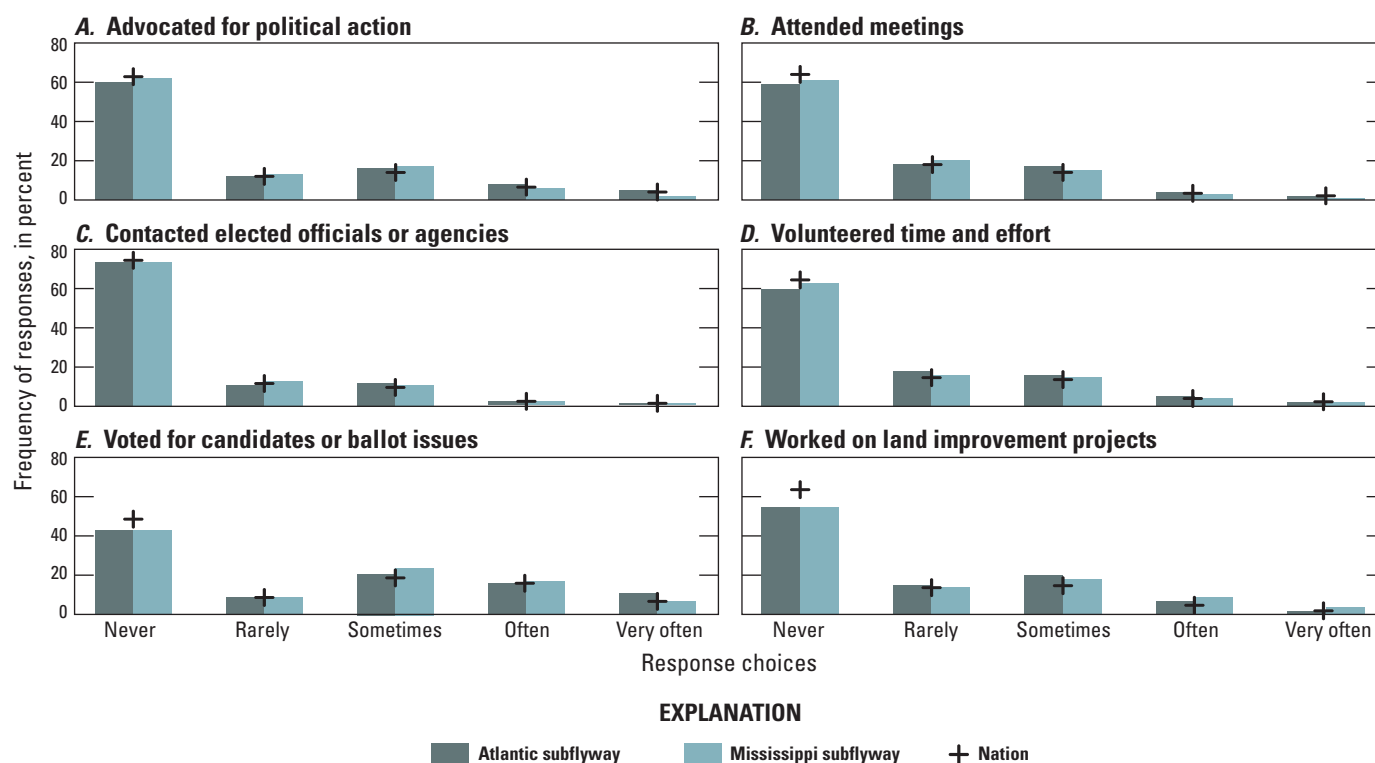 A. Advocated for political action
B. Attended meetings
80
60
40
20
0
C. Contacted elected officials or agencies
D. Volunteered time and effort
80
60
40
20
0
E. Voted for candidates or ballot issues
F. Worked on land improvement projects
80
60
40
20
0
Frequency of responses, in percent
Never Rarely Sometimes Often Very often
Never Rarely Sometimes Often Very often
Response choices
EXPLANATION
Atlantic subflyway Mississippi subflyway Nation